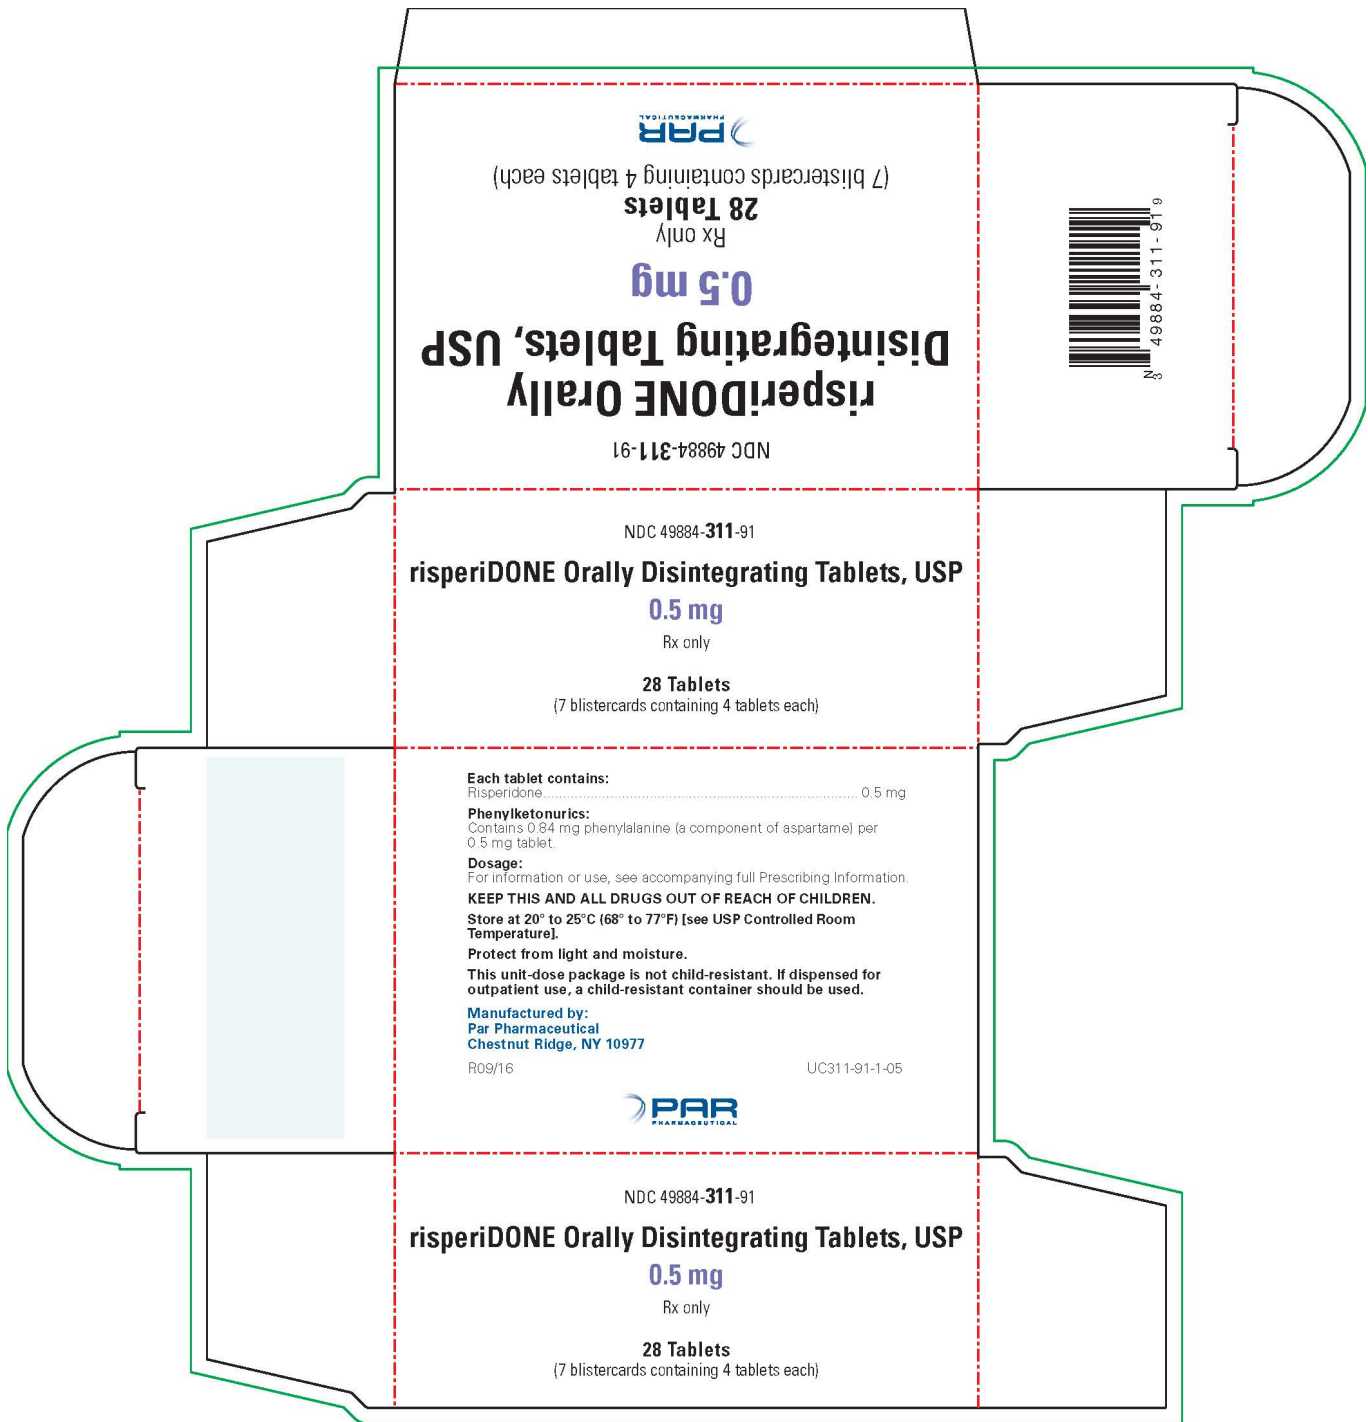 PAR
PHARMACEUTICAL
(7 blistercards containing 4 tablets each)
28 Tablets
Rx only
0.5 mg
Disintegrating Tablets, USP
risperiDONE Orally
NDC 49884-311-91
N
3 49884-311-91 9
NDC 49884-311-91
risperiDONE Orally Disintegrating Tablets, USP
0.5 mg
Rx only
28 Tablets
(7 blistercards containing 4 tablets each)
Each tablet contains:
Risperidone............................................................................ 0.5 mg
Phenylketonurics:
Contains 0.84 mg phenylalanine (a component of aspartame) per
0.5 mg tablet.
Dosage:
For information or use, see accompanying full Prescribing Information.
KEEP THIS AND ALL DRUGS OUT OF REACH OF CHILDREN.
Store at 20° to 25°C (68° to 77°F) [see USP Controlled Room
Temperature].
Protect from light and moisture.
This unit-dose package is not child-resistant. If dispensed for
outpatient use, a child-resistant container should be used.
Manufactured by:
Par Pharmaceutical
Chestnut Ridge, NY 10977
R09/16 UC311-91-1-05
PAR
PHARMACEUTICAL
NDC 49884-311-91
risperiDONE Orally Disintegrating Tablets, USP
0.5 mg
Rx only
28 Tablets
(7 blistercards containing 4 tablets each)